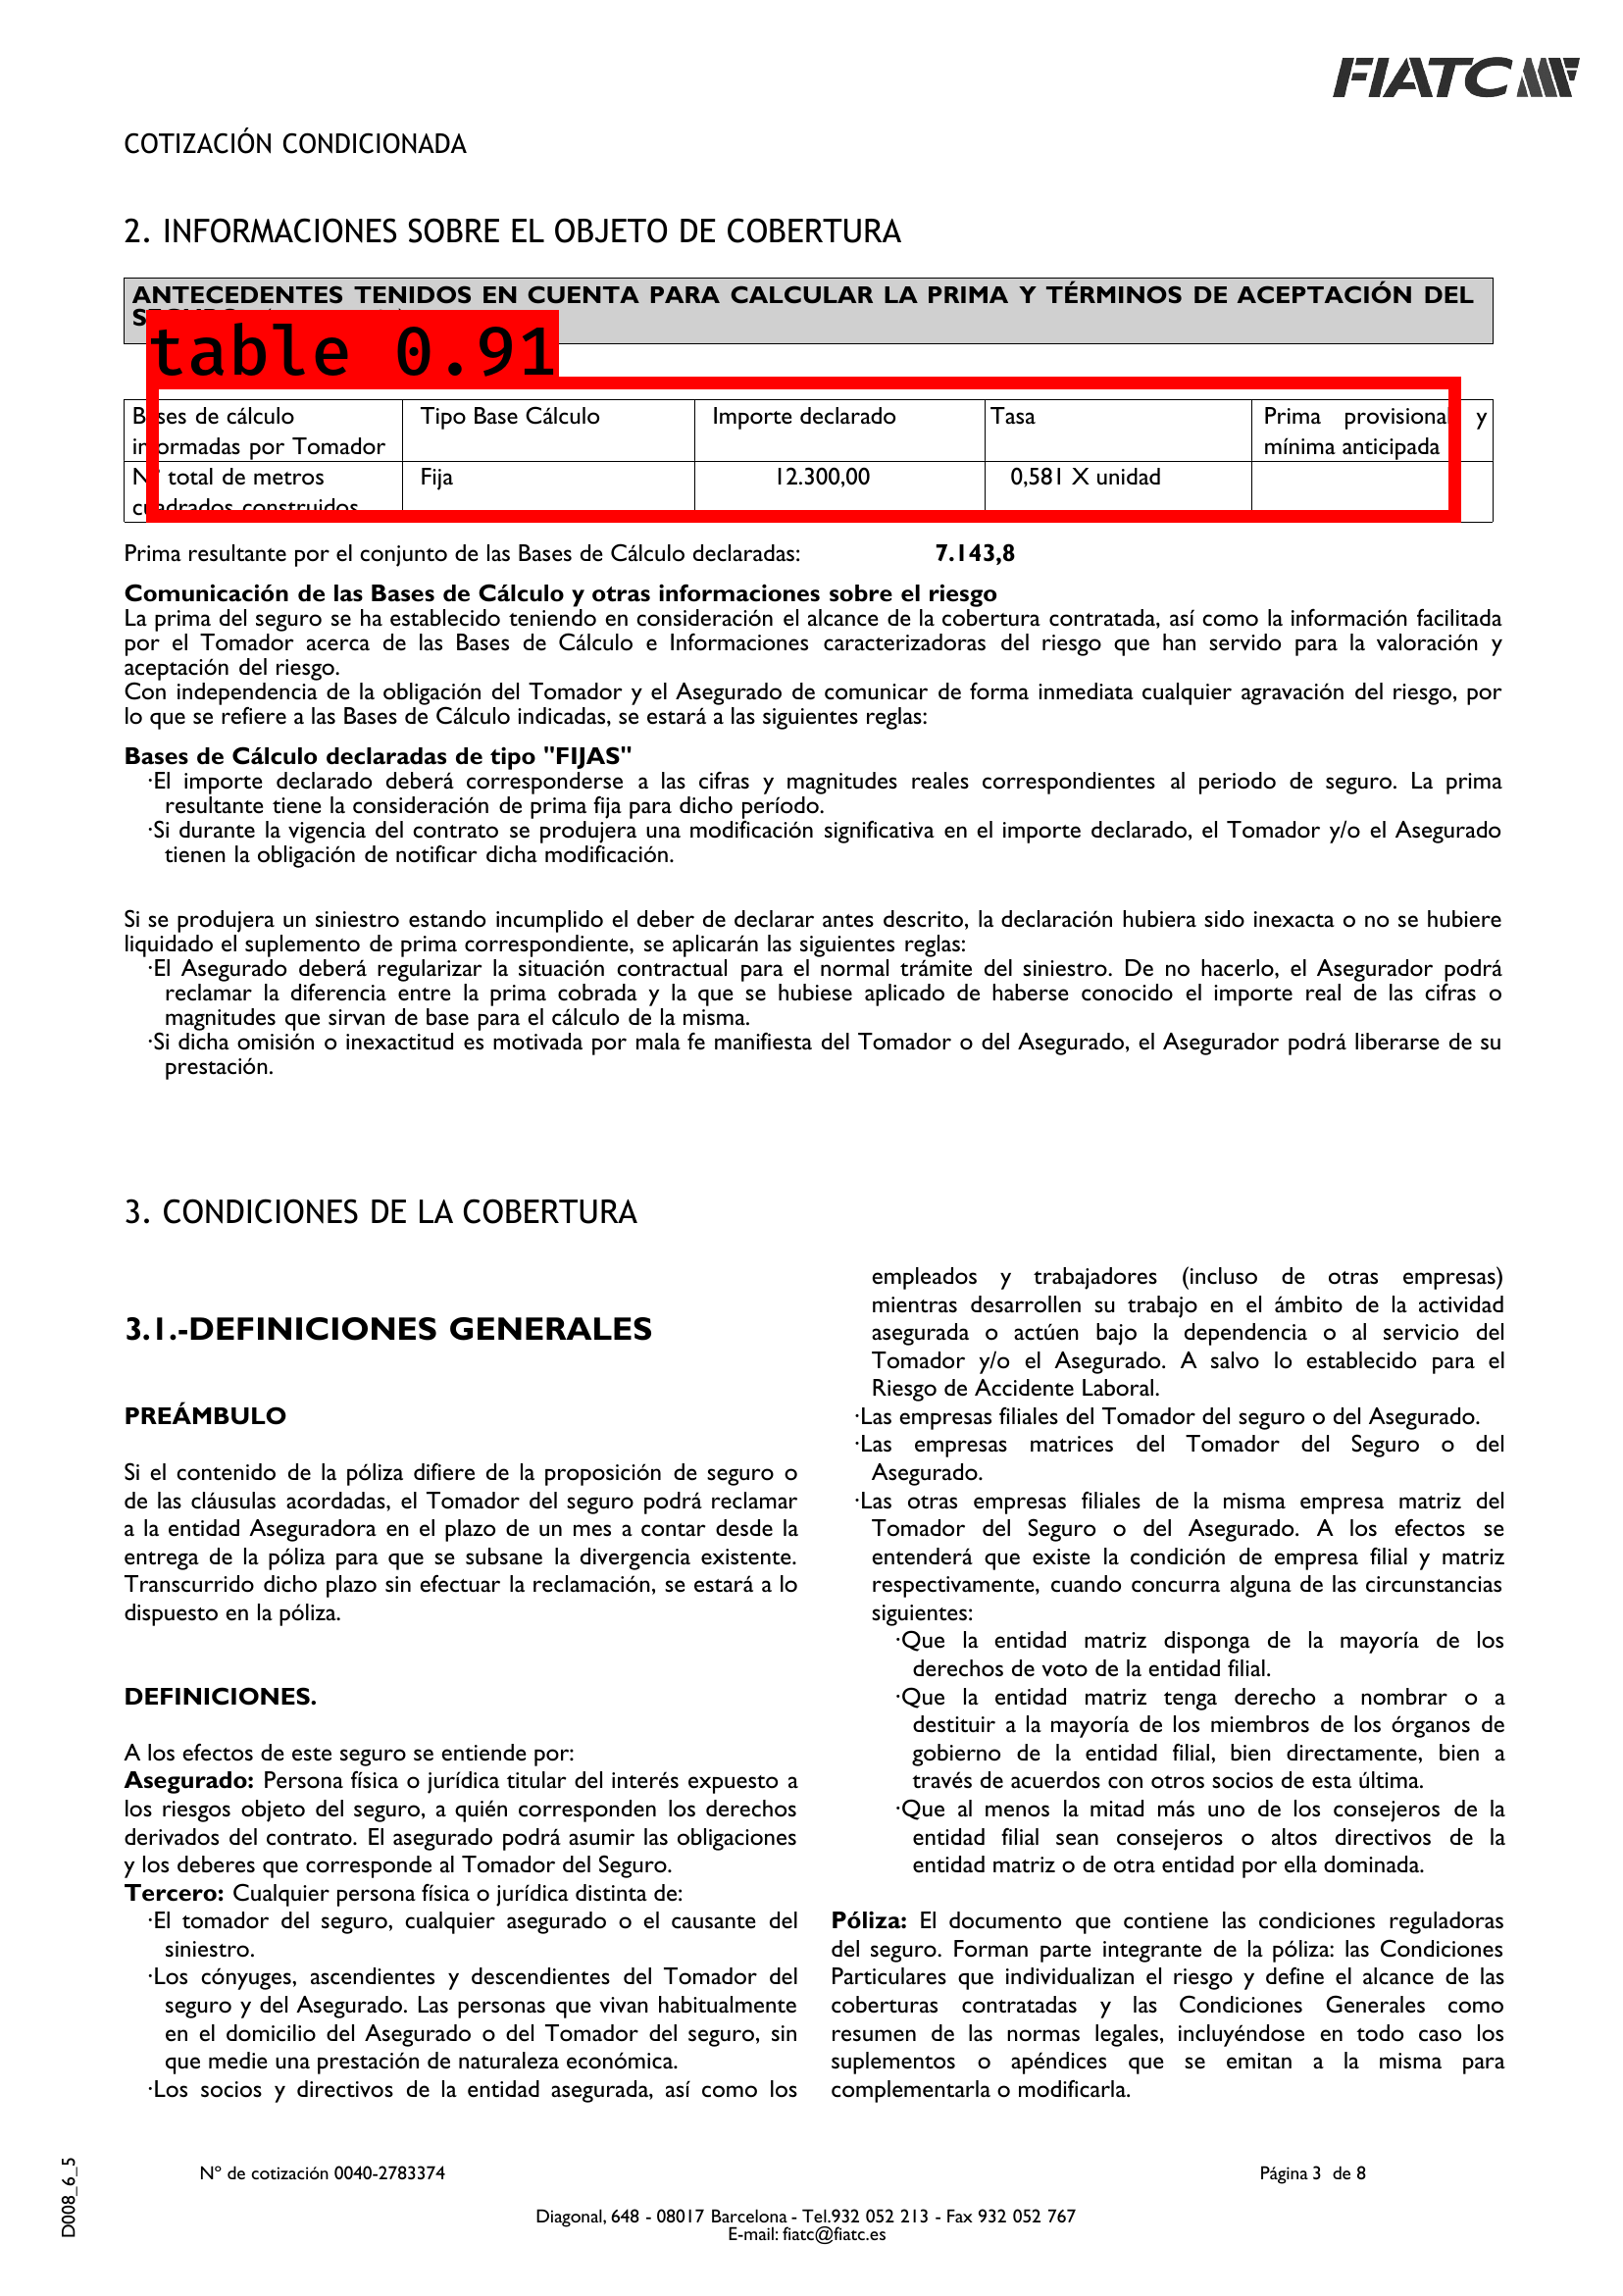 FIATC
COTIZACIÓN CONDICIONADA
2. INFORMACIONES SOBRE EL OBJETO DE COBERTURA
ANTECEDENTES TENIDOS EN CUENTA PARA CALCULAR LA PRIMA Y TÉRMINOS DE ACEPTACIÓN DEL
table 0.91
Bases de cálculo Tipo Base Cálculo Importe declarado Tasa Prima provisional y
informadas por Tomador mínima anticipada
Nº total de metros Fija 12.300,00 0,581 X unidad
cuadrados construidos
Prima resultante por el conjunto de las Bases de Cálculo declaradas: 7.143,8
Comunicación de las Bases de Cálculo y otras informaciones sobre el riesgo
La prima del seguro se ha establecido teniendo en consideración el alcance de la cobertura contratada, así como la información facilitada
por el Tomador acerca de las Bases de Cálculo e Informaciones caracterizadoras del riesgo que han servido para la valoración y
aceptación del riesgo.
Con independencia de la obligación del Tomador y el Asegurado de comunicar de forma inmediata cualquier agravación del riesgo, por
lo que se refiere a las Bases de Cálculo indicadas, se estará a las siguientes reglas:
Bases de Cálculo declaradas de tipo "FIJAS"
·El importe declarado deberá corresponderse a las cifras y magnitudes reales correspondientes al periodo de seguro. La prima
resultante tiene la consideración de prima fija para dicho período.
·Si durante la vigencia del contrato se produjera una modificación significativa en el importe declarado, el Tomador y/o el Asegurado
tienen la obligación de notificar dicha modificación.
Si se produjera un siniestro estando incumplido el deber de declarar antes descrito, la declaración hubiera sido inexacta o no se hubiere
liquidado el suplemento de prima correspondiente, se aplicarán las siguientes reglas:
·El Asegurado deberá regularizar la situación contractual para el normal trámite del siniestro. De no hacerlo, el Asegurador podrá
reclamar la diferencia entre la prima cobrada y la que se hubiese aplicado de haberse conocido el importe real de las cifras o
magnitudes que sirvan de base para el cálculo de la misma.
·Si dicha omisión o inexactitud es motivada por mala fe manifiesta del Tomador o del Asegurado, el Asegurador podrá liberarse de su
prestación.
3. CONDICIONES DE LA COBERTURA
3.1.-DEFINICIONES GENERALES
PREÁMBULO
Si el contenido de la póliza difiere de la proposición de seguro o
de las cláusulas acordadas, el Tomador del seguro podrá reclamar
a la entidad Aseguradora en el plazo de un mes a contar desde la
entrega de la póliza para que se subsane la divergencia existente.
Transcurrido dicho plazo sin efectuar la reclamación, se estará a lo
dispuesto en la póliza.
DEFINICIONES.
A los efectos de este seguro se entiende por:
Asegurado: Persona física o jurídica titular del interés expuesto a
los riesgos objeto del seguro, a quién corresponden los derechos
derivados del contrato. El asegurado podrá asumir las obligaciones
y los deberes que corresponde al Tomador del Seguro.
Tercero: Cualquier persona física o jurídica distinta de:
·El tomador del seguro, cualquier asegurado o el causante del
siniestro.
·Los cónyuges, ascendientes y descendientes del Tomador del
seguro y del Asegurado. Las personas que vivan habitualmente
en el domicilio del Asegurado o del Tomador del seguro, sin
que medie una prestación de naturaleza económica.
·Los socios y directivos de la entidad asegurada, así como los
empleados y trabajadores (incluso de otras empresas)
mientras desarrollen su trabajo en el ámbito de la actividad
asegurada o actúen bajo la dependencia o al servicio del
Tomador y/o el Asegurado. A salvo lo establecido para el
Riesgo de Accidente Laboral.
·Las empresas filiales del Tomador del seguro o del Asegurado.
·Las empresas matrices del Tomador del Seguro o del
Asegurado.
·Las otras empresas filiales de la misma empresa matriz del
Tomador del Seguro o del Asegurado. A los efectos se
entenderá que existe la condición de empresa filial y matriz
respectivamente, cuando concurra alguna de las circunstancias
siguientes:
·Que la entidad matriz disponga de la mayoría de los
derechos de voto de la entidad filial.
·Que la entidad matriz tenga derecho a nombrar o a
destituir a la mayoría de los miembros de los órganos de
gobierno de la entidad filial, bien directamente, bien a
través de acuerdos con otros socios de esta última.
·Que al menos la mitad más uno de los consejeros de la
entidad filial sean consejeros o altos directivos de la
entidad matriz o de otra entidad por ella dominada.
Póliza: El documento que contiene las condiciones reguladoras
del seguro. Forman parte integrante de la póliza: las Condiciones
Particulares que individualizan el riesgo y define el alcance de las
coberturas contratadas y las Condiciones Generales como
resumen de las normas legales, incluyéndose en todo caso los
suplementos o apéndices que se emitan a la misma para
complementarla o modificarla.
D008_6_5
Nº de cotización 0040-2783374 Página 3 de 8
Diagonal, 648 - 08017 Barcelona - Tel.932 052 213 - Fax 932 052 767
E-mail: fiatc@fiatc.es